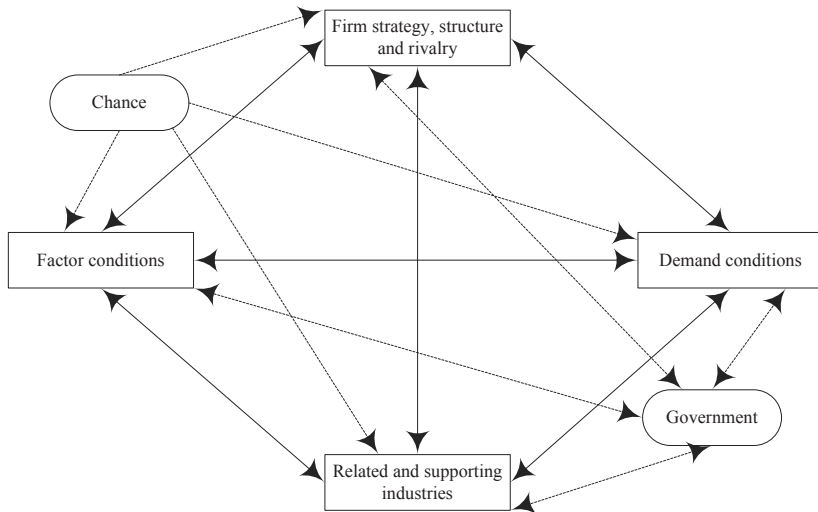 Firm strategy, structure
and rivalry
Chance
Factor conditions
Demand conditions
Government
Related and supporting
industries